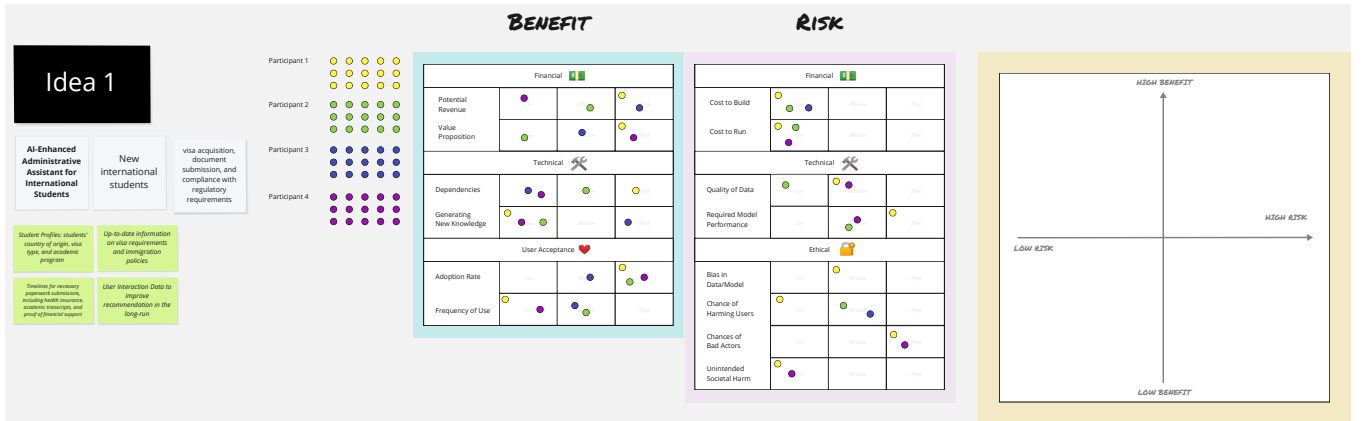 BENEFIT
RISK
Idea 1
AI-Enhanced
Administrative
Assistant for
International
Students
New
international
students
visa acquisition,
document
submission, and
compliance with
regulatory
requirements
Student Profiles: students'
country of origin, visa
type, and academic
program
Up-to-date information
on visa requirements
and immigration
policies
Timelines for necessary
paperwork submissions,
including health insurance,
academic transcripts, and
proof of financial support
User Interaction Data to
improve
recommendation in the
long-run
Participant 1
Participant 2
Participant 3
Participant 4
Financial
Potential
Revenue
Value
Proposition
Technical
Dependencies
Generating
New Knowledge
User Acceptance
Adoption Rate
Frequency of Use
Financial
Cost to Build
Cost to Run
Technical
Quality of Data
Required Model
Performance
Ethical
Bias in
Data/Model
Chance of
Harming Users
Chances of
Bad Actors
Unintended
Societal Harm
HIGH BENEFIT
HIGH RISK
LOW RISK
LOW BENEFIT